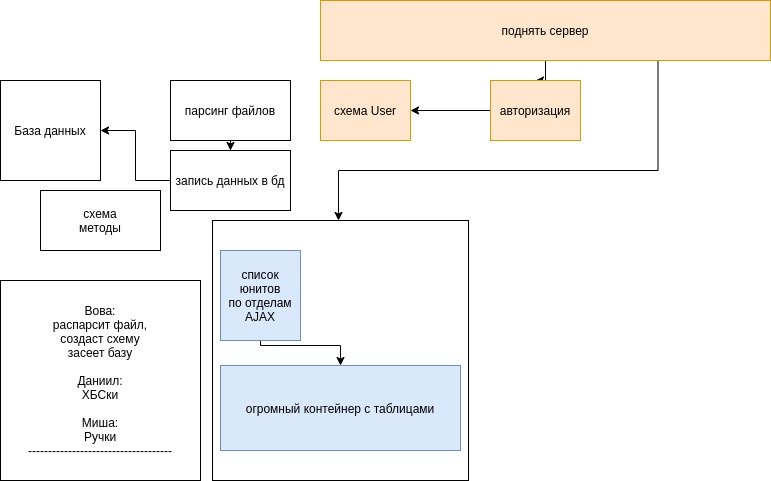 поднять сервер
База данных
парсинг файлов
схема User
авторизация
запись данных в бд
схема
методы
список
юнитов
по отделам
AJAX
огромный контейнер с таблицами
Вова:
распарсит файл,
создаст схему
засеет базу
Даниил:
ХБСки
Миша:
Ручки
------------------------------------